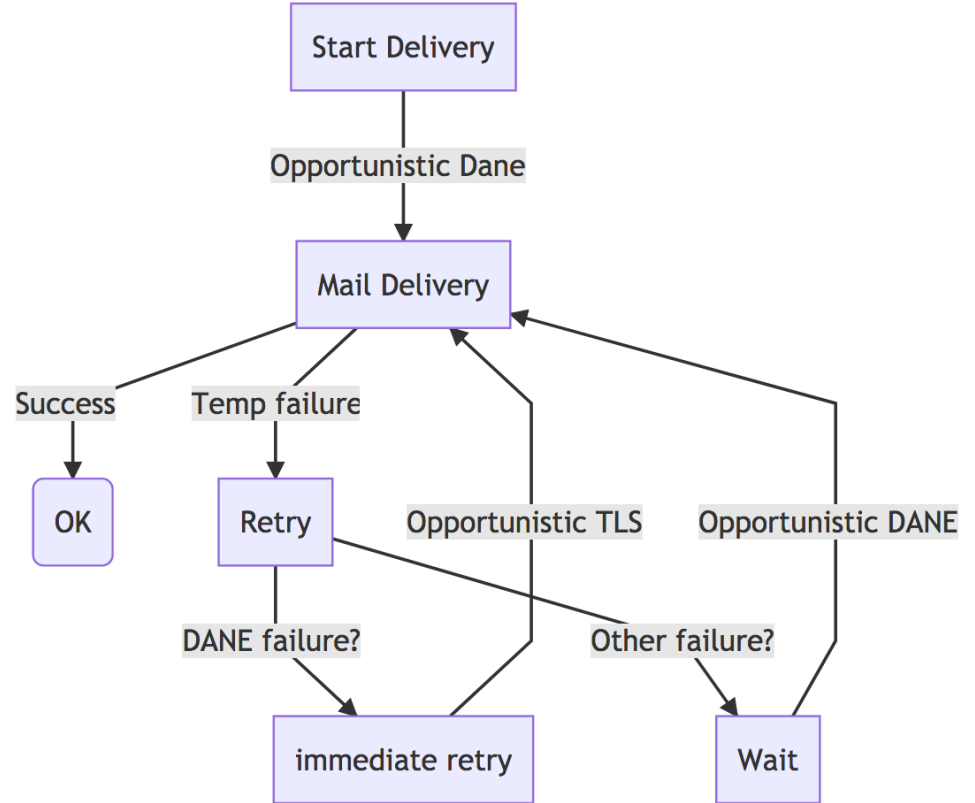 Start Delivery
Opportunistic Dane
Mail Delivery
Success
Temp failure
OK
Retry
Opportunistic TLS
Opportunistic DANE
DANE failure?
Other failure?
immediate retry
Wait